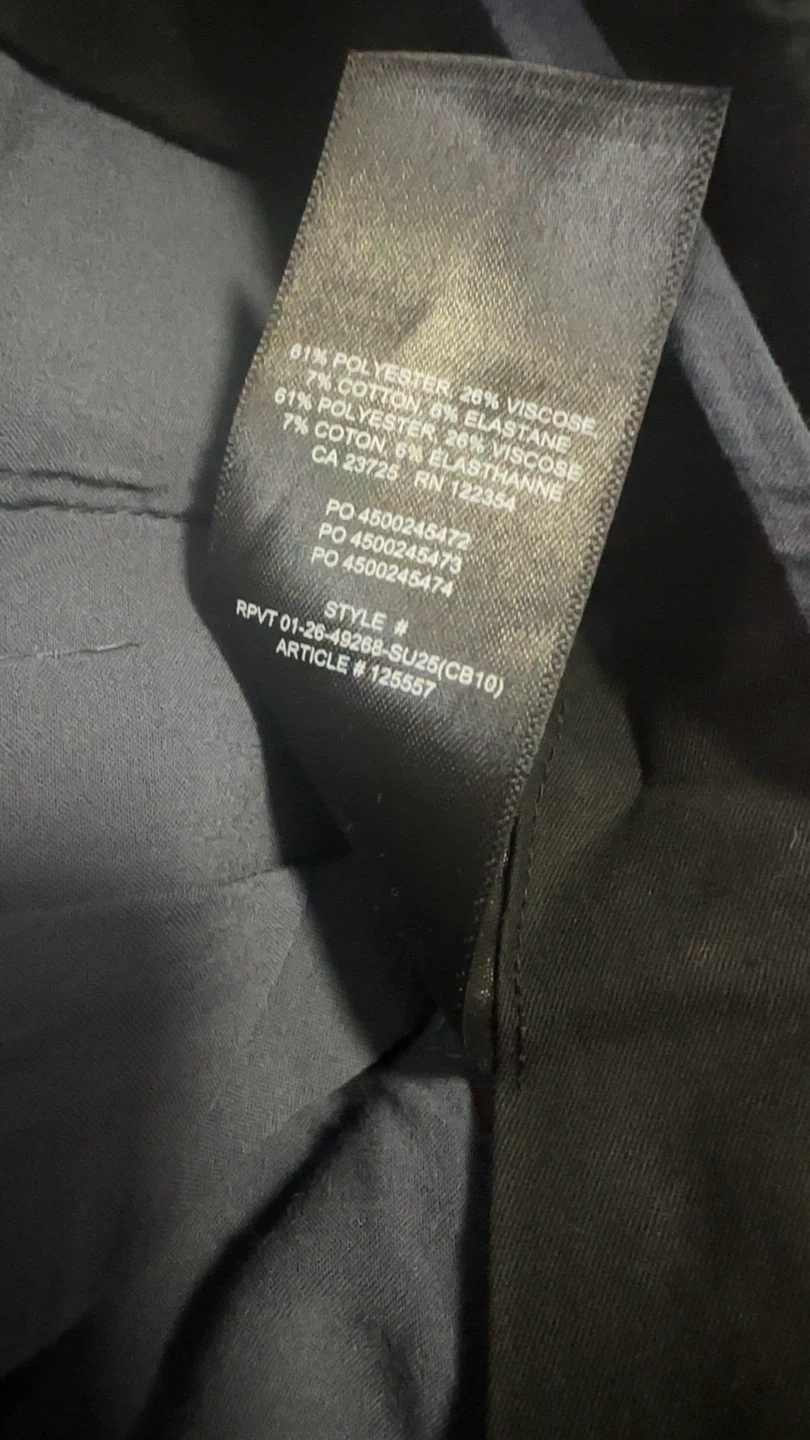 61% POLYESTER, 26% VISCOSE,
7% COTTON, 6% ELASTANE
61% POLYESTER, 26% VISCOSE
7% COTON, 6% ÉLASTHANNE
CA 23725 RN 122354
PO 4500245472
PO 4500245473
PO 4500245474
STYLE #
RPVT 01-26-49268-SU25(CB10)
ARTICLE # 125557